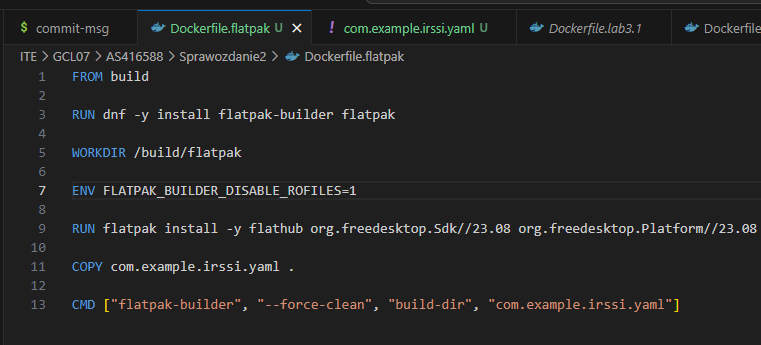 $ commit-msg
Dockerfile.flatpak U
! com.example.irssi.yaml U
Dockerfile.lab3.1
Dockerfile
ITE > GCL07 > AS416588 > Sprawozdanie2 > Dockerfile.flatpak
1 FROM build
2
3 RUN dnf -y install flatpak-builder flatpak
4
5 WORKDIR /build/flatpak
6
7 ENV FLATPAK_BUILDER_DISABLE_ROFILES=1
8
9 RUN flatpak install -y flathub org.freedesktop.Sdk//23.08 org.freedesktop.Platform//23.08
10
11 COPY com.example.irssi.yaml .
12
13 CMD ["flatpak-builder", "--force-clean", "build-dir", "com.example.irssi.yaml"]